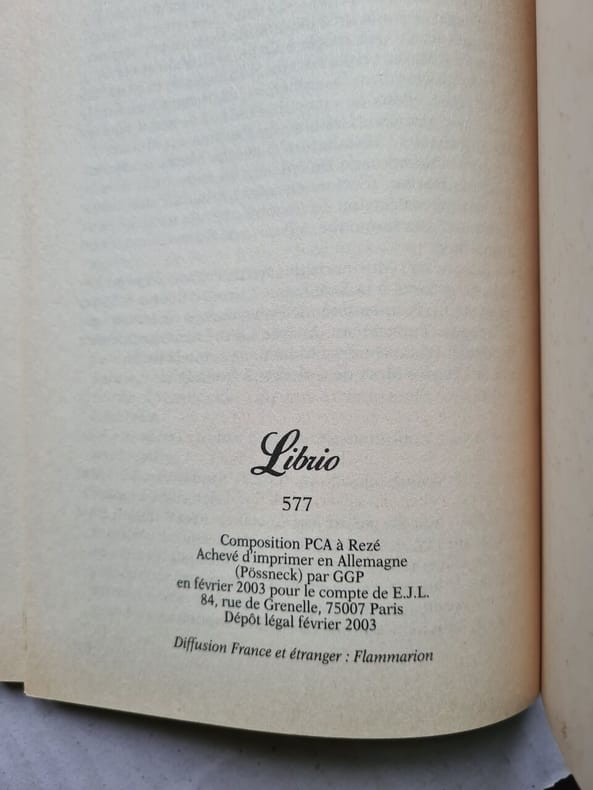 Librio
577
Composition PCA à Rezé
Achevé d'imprimer en Allemagne
(Pössneck) par GGP
en février 2003 pour le compte de E.J.L.
84, rue de Grenelle, 75007 Paris
Dépôt légal février 2003
Diffusion France et étranger : Flammarion